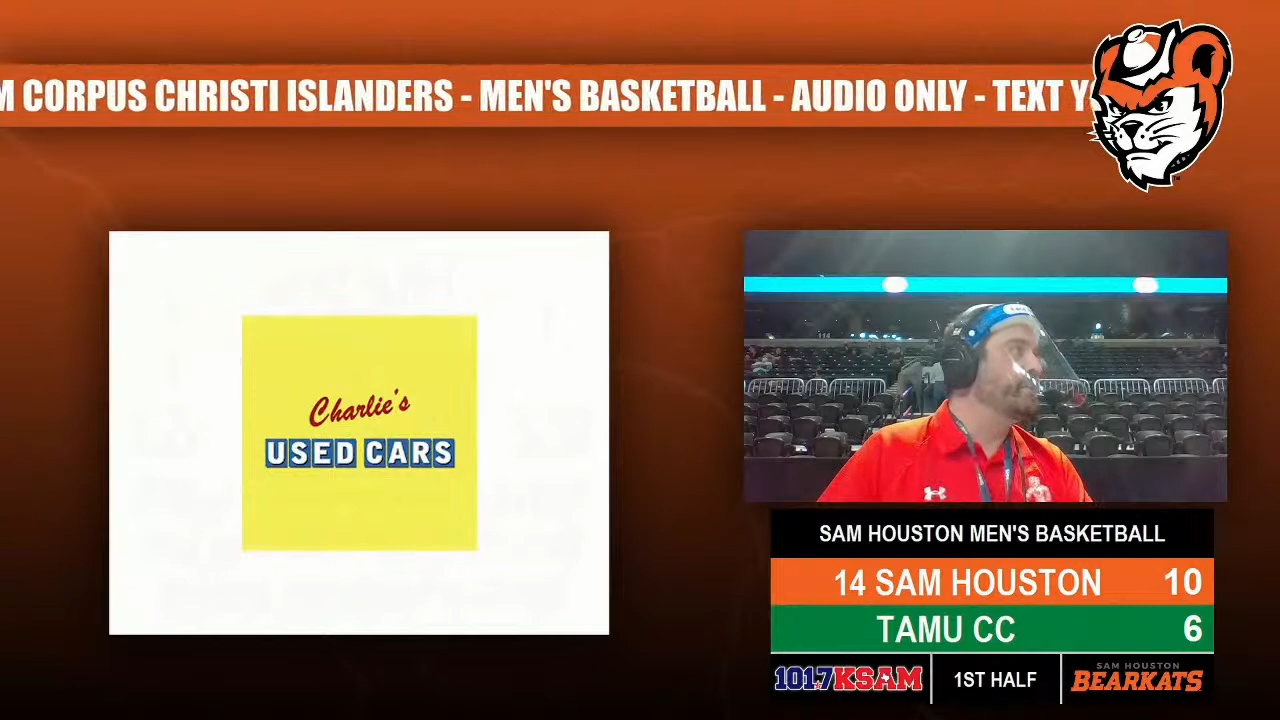 M CORPUS CHRISTI ISLANDERS - MEN'S BASKETBALL - AUDIO ONLY - TEXT Y
Charlie's
USED CARS
SAM HOUSTON MEN'S BASKETBALL
14 SAM HOUSTON 10
TAMU CC 6
101.7 KSAM
1ST HALF
SAM HOUSTON
BEARKATS